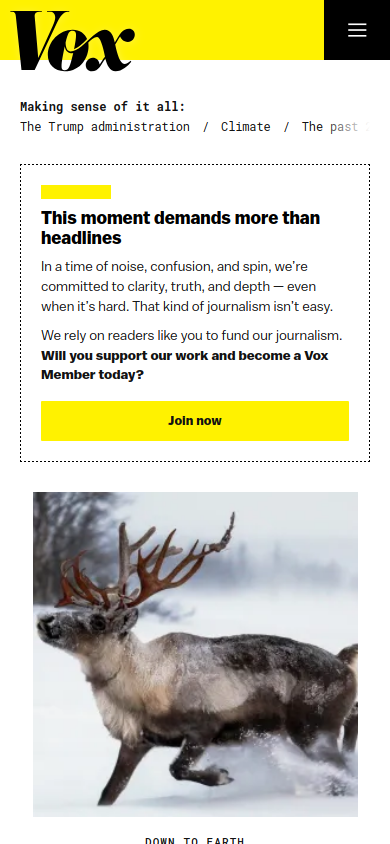 Vox
Making sense of it all:
The Trump administration / Climate / The past
This moment demands more than
headlines
In a time of noise, confusion, and spin, we're
committed to clarity, truth, and depth — even
when it's hard. That kind of journalism isn't easy.
We rely on readers like you to fund our journalism.
Will you support our work and become a Vox
Member today?
Join now
DOWN TO EARTH